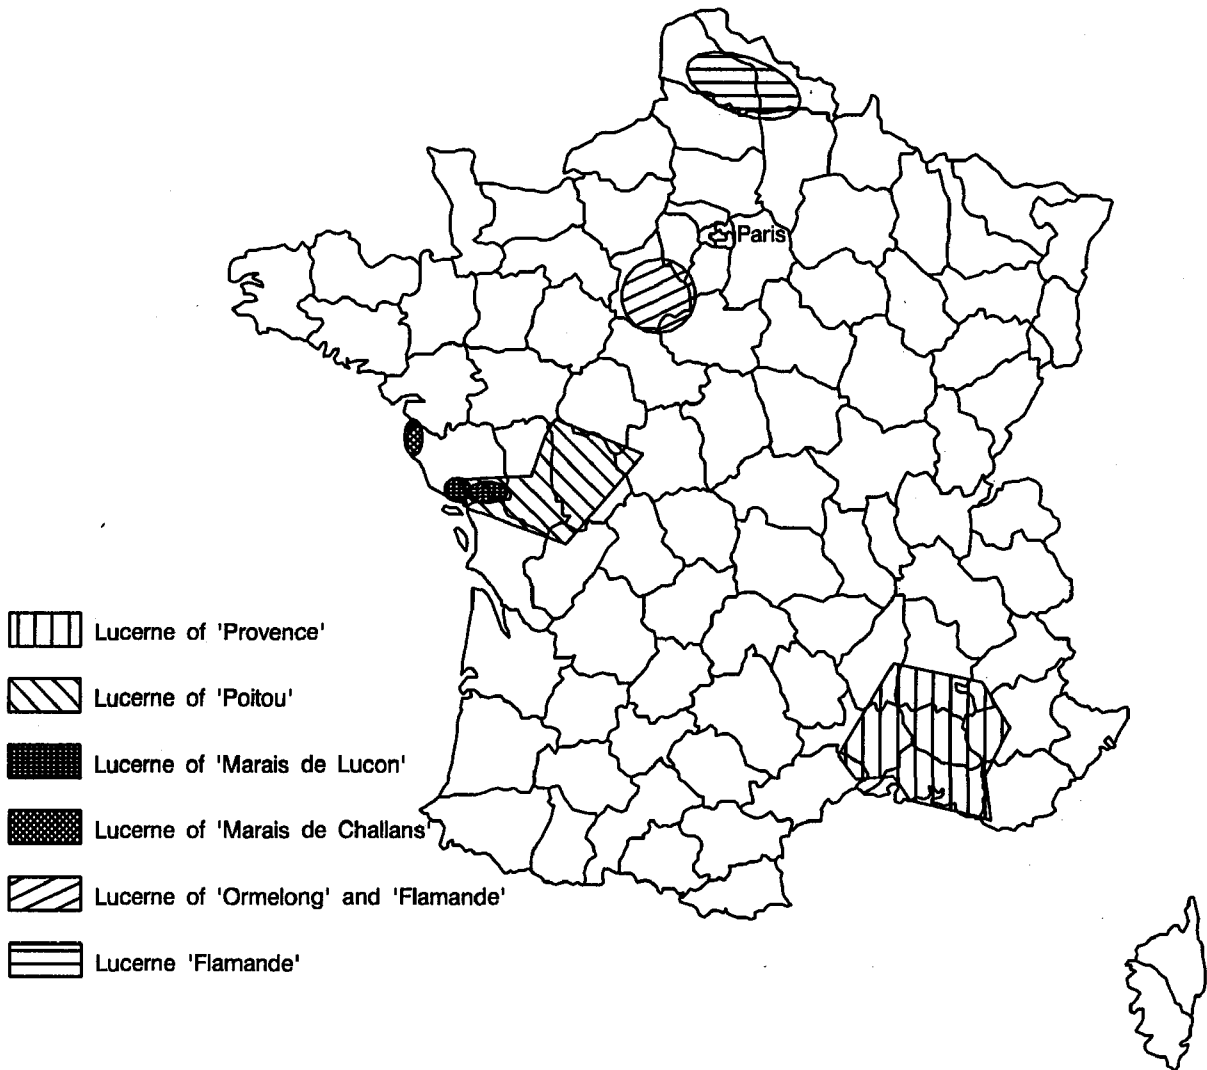 Paris
Lucerne of 'Provence'
Lucerne of 'Poitou'
Lucerne of 'Marais de Lucon'
Lucerne of 'Marais de Challans'
Lucerne of 'Ormelong' and 'Flamande'
Lucerne 'Flamande'